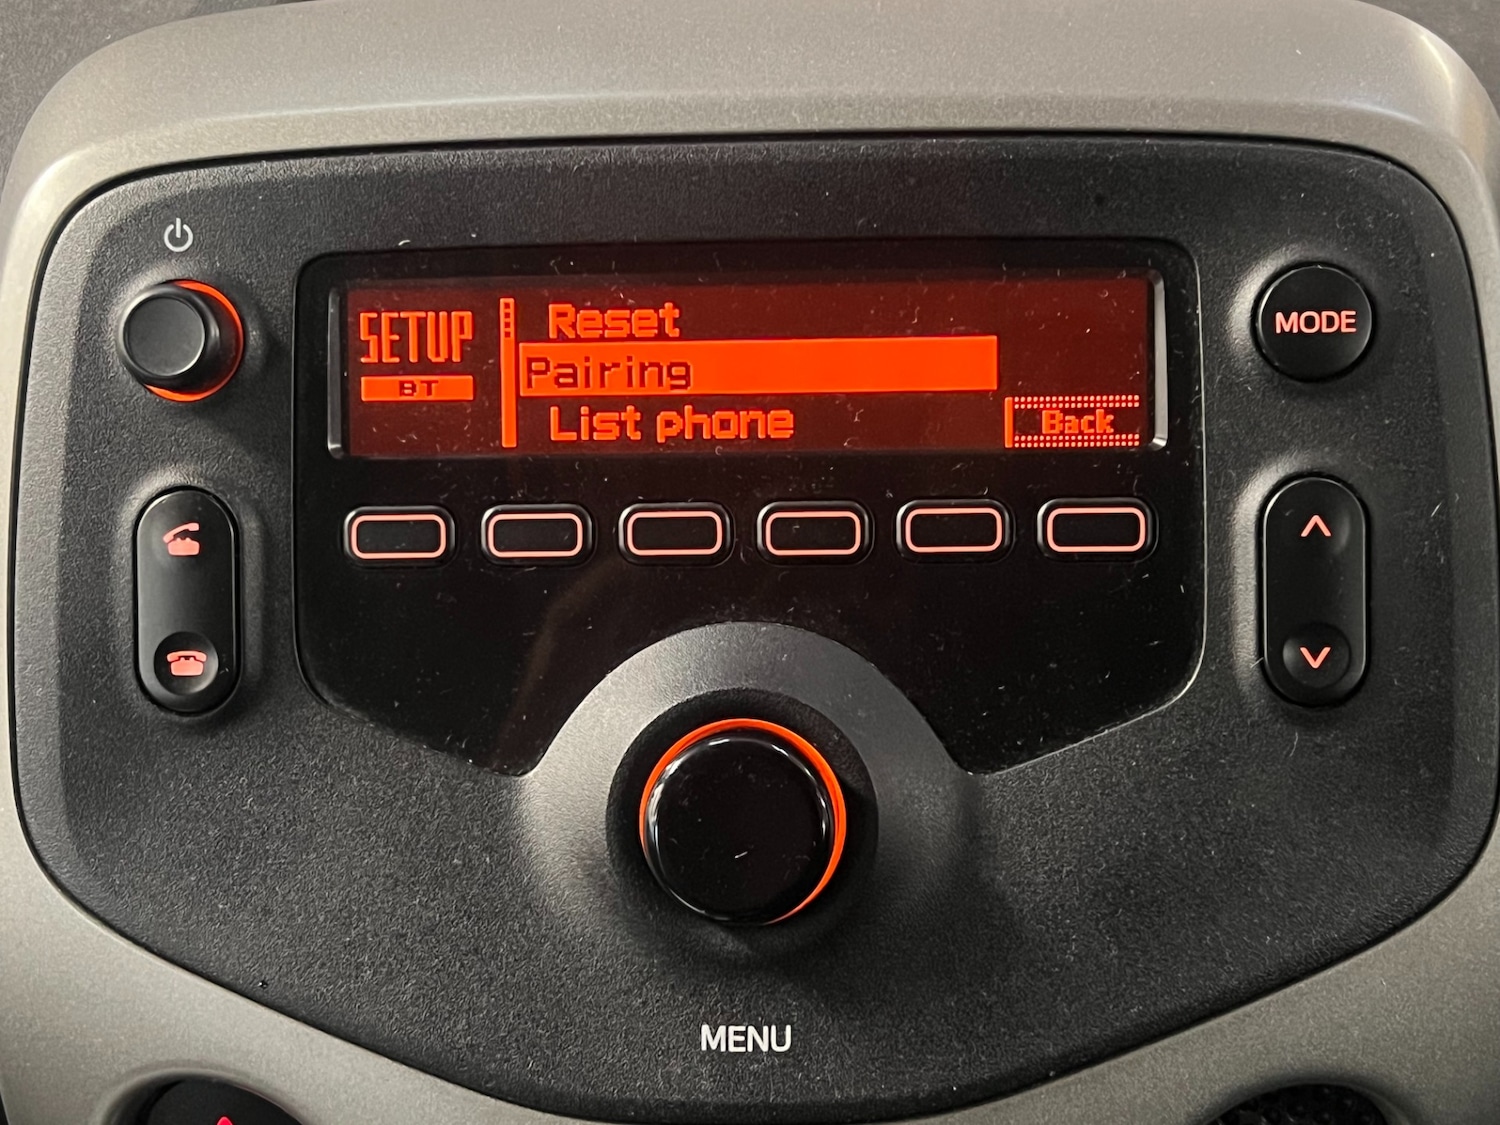 SETUP
BT
Reset
Pairing
List phone
Back
MODE
MENU